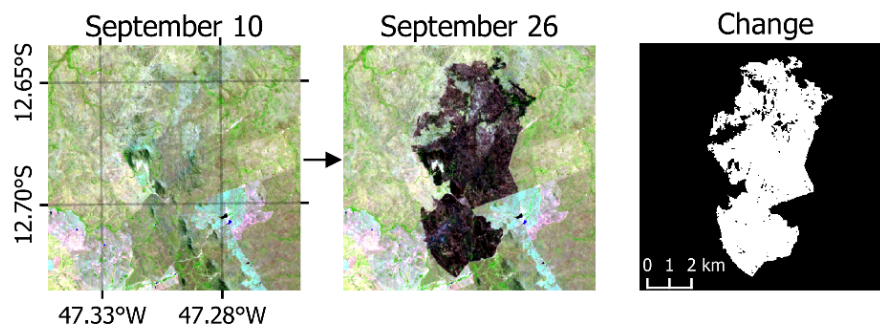 September 10
September 26
Change
12.65°S
12.70°S
0 1 2 km
47.33°W
47.28°W